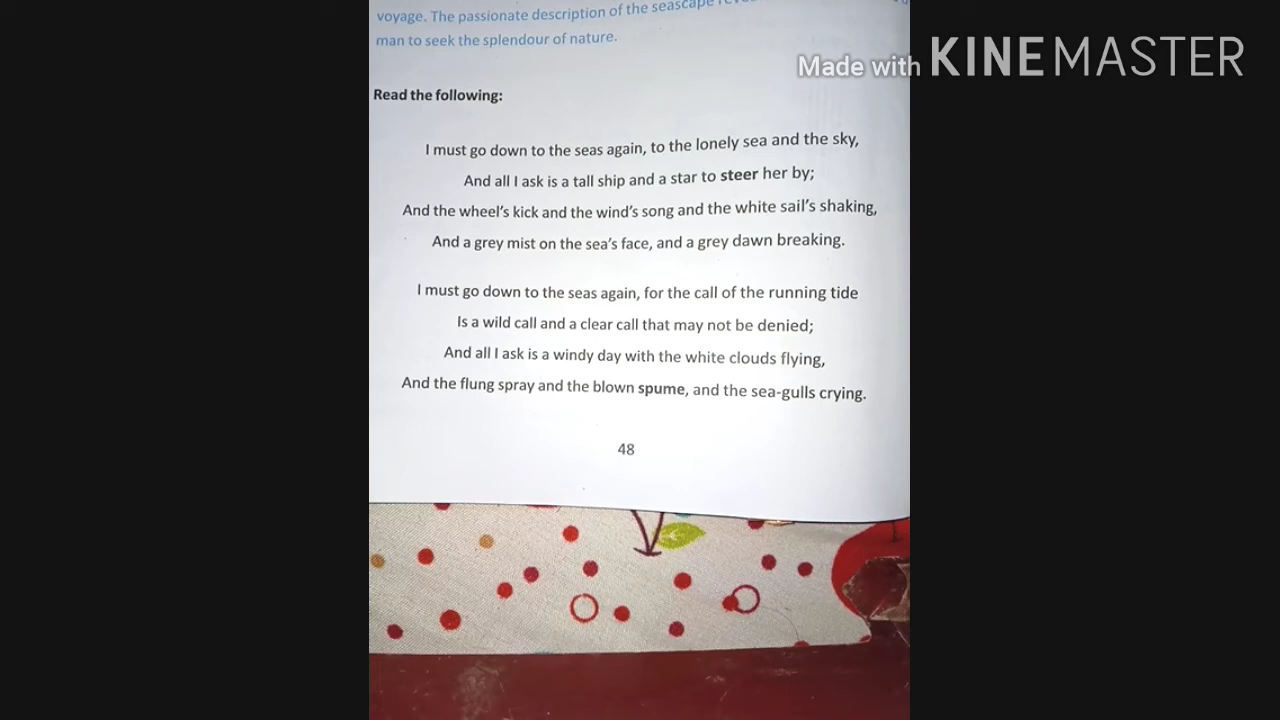 voyage. The passionate description of the seascape
man to seek the splendour of nature.
Made with KINEMASTER
Read the following:
I must go down to the seas again, to the lonely sea and the sky,
And all I ask is a tall ship and a star to steer her by;
And the wheel's kick and the wind's song and the white sail's shaking,
And a grey mist on the sea's face, and a grey dawn breaking.
I must go down to the seas again, for the call of the running tide
Is a wild call and a clear call that may not be denied;
And all I ask is a windy day with the white clouds flying,
And the flung spray and the blown spume, and the sea-gulls crying.
48